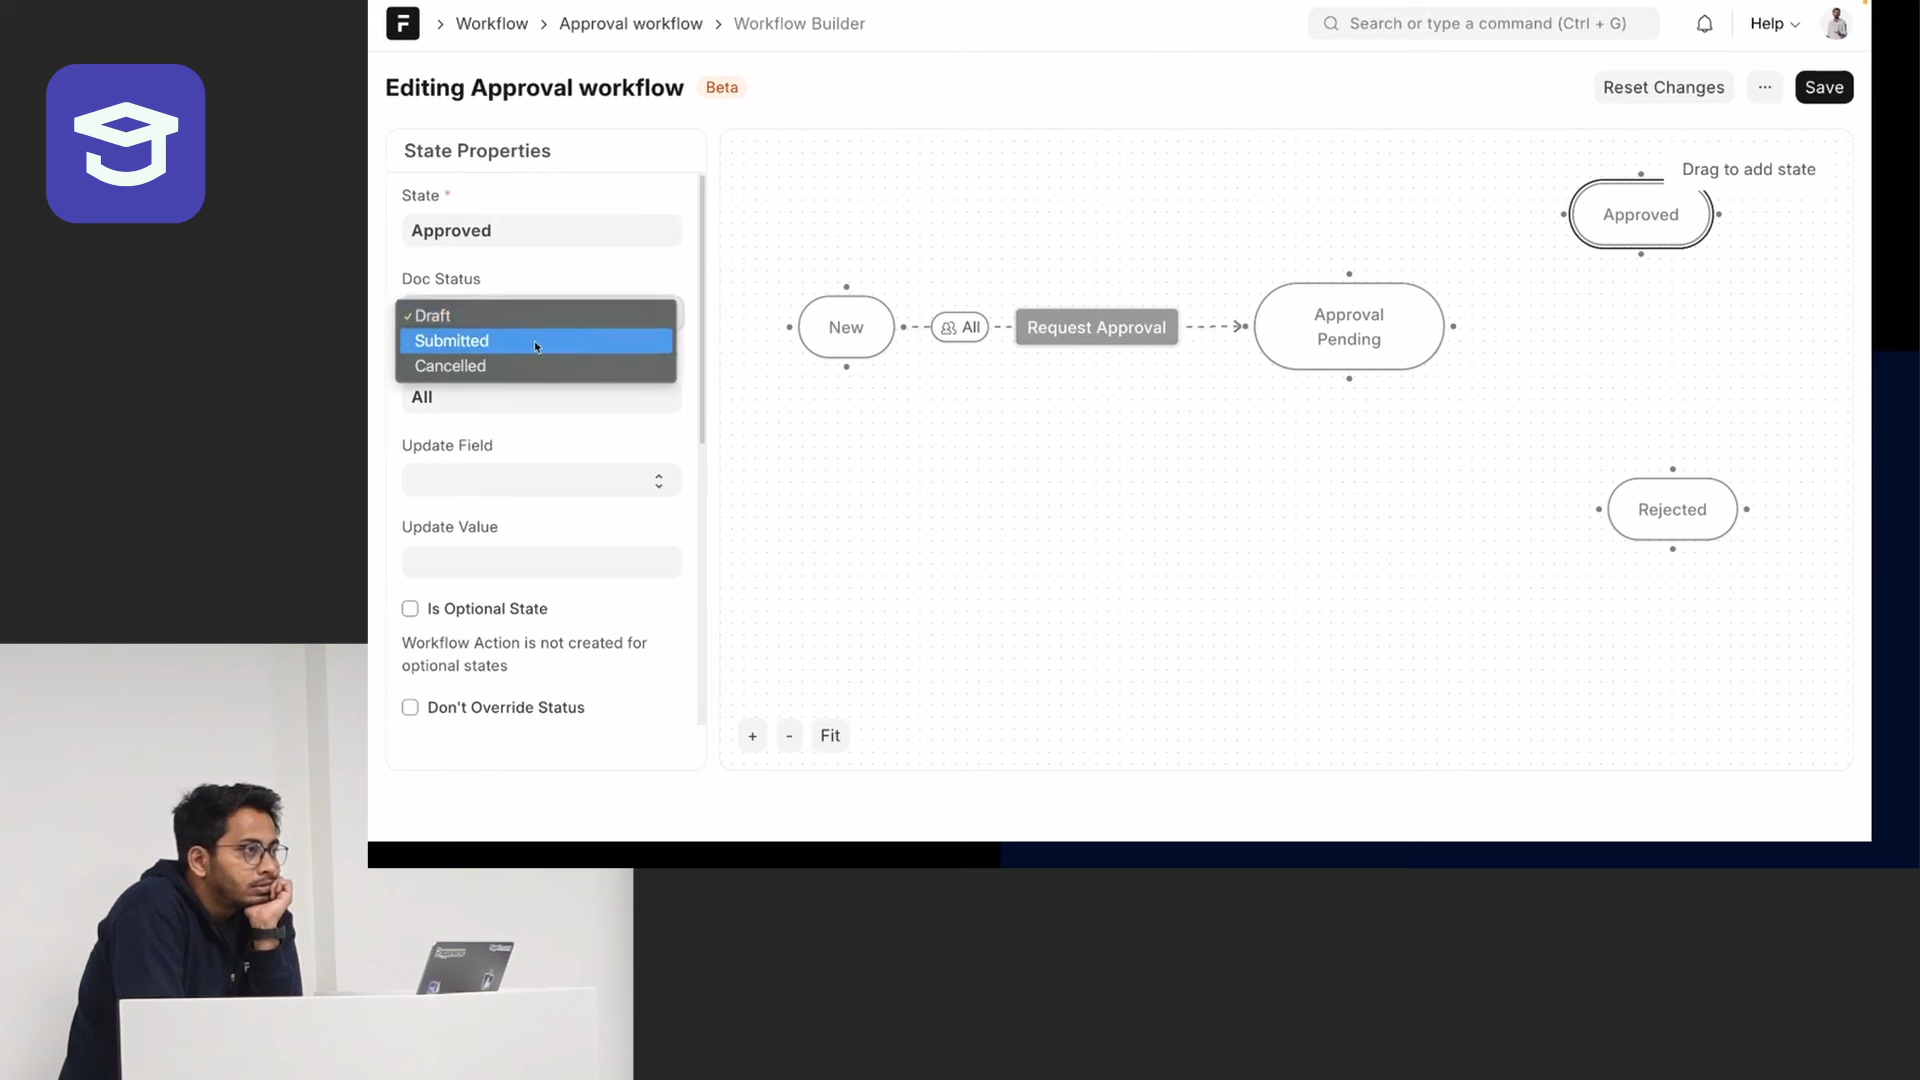 Workflow
Approval workflow
Workflow Builder
Search or type a command (Ctrl + G)
Help
Editing Approval workflow
Beta
Reset Changes
...
Save
State Properties
State *
Approved
Doc Status
Draft
Submitted
Cancelled
All
Update Field
Update Value
Is Optional State
Workflow Action is not created for
optional states
Don't Override Status
Drag to add state
Approved
New
All
Request Approval
Approval
Pending
Rejected
+
-
Fit